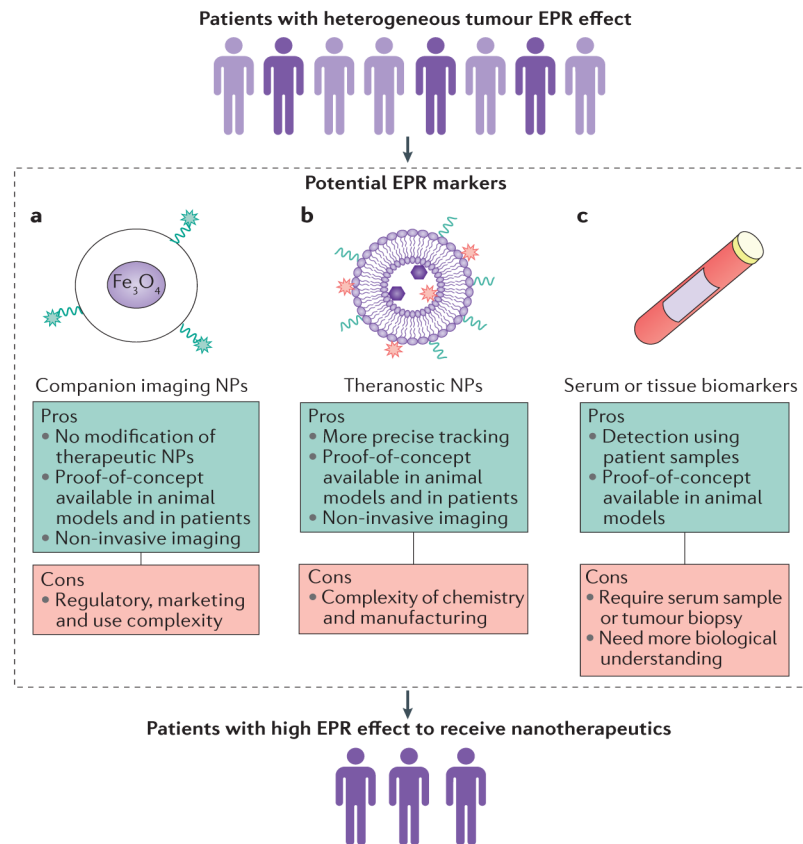 Patients with heterogeneous tumour EPR effect
Potential EPR markers
a
Fe₃O₄
Companion imaging NPs
Pros
• No modification of
therapeutic NPs
• Proof-of-concept
available in animal
models and in patients
• Non-invasive imaging
Cons
• Regulatory, marketing
and use complexity
b
Theranostic NPs
Pros
• More precise tracking
• Proof-of-concept
available in animal
models and in patients
• Non-invasive imaging
Cons
• Complexity of chemistry
and manufacturing
c
Serum or tissue biomarkers
Pros
• Detection using
patient samples
• Proof-of-concept
available in animal
models
Cons
• Require serum sample
or tumour biopsy
• Need more biological
understanding
Patients with high EPR effect to receive nanotherapeutics